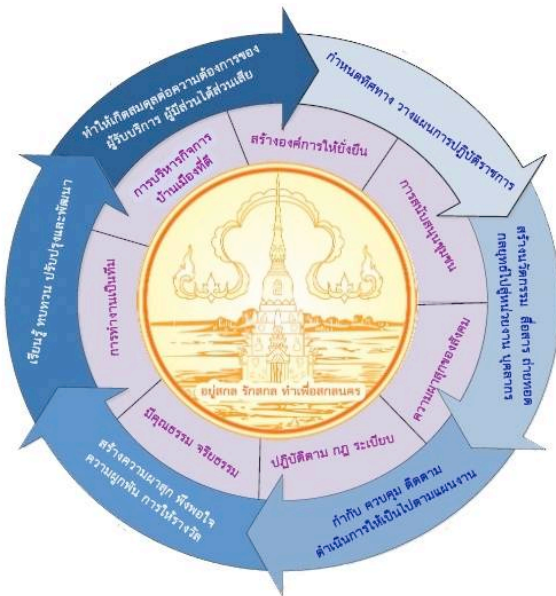 ทำให้เกิดสมดุลต่อความต้องการของ
ผู้รับบริการ ผู้มีส่วนได้ส่วนเสีย
กำหนดทิศทาง วางแผนการปฏิบัติราชการ
สร้างนวัตกรรม สื่อสาร ถ่ายทอด
กลยุทธ์ไปสู่หน่วยงาน บุคลากร
กำกับ ควบคุม ติดตาม
ดำเนินการให้เป็นไปตามแผนงาน
สร้างความผาสุก พึงพอใจ
ความผูกพัน การให้รางวัล
เรียนรู้ ทบทวน ปรับปรุงและพัฒนา
การบริหารกิจการ
บ้านเมืองที่ดี
สร้างองค์การให้ยั่งยืน
การสนับสนุนชุมชน
ความผาสุกของสังคม
ปฏิบัติตาม กฎ ระเบียบ
มีคุณธรรม จริยธรรม
การทำงานเป็นทีม
อยู่สกล รักสกล ทำเพื่อสกลนคร